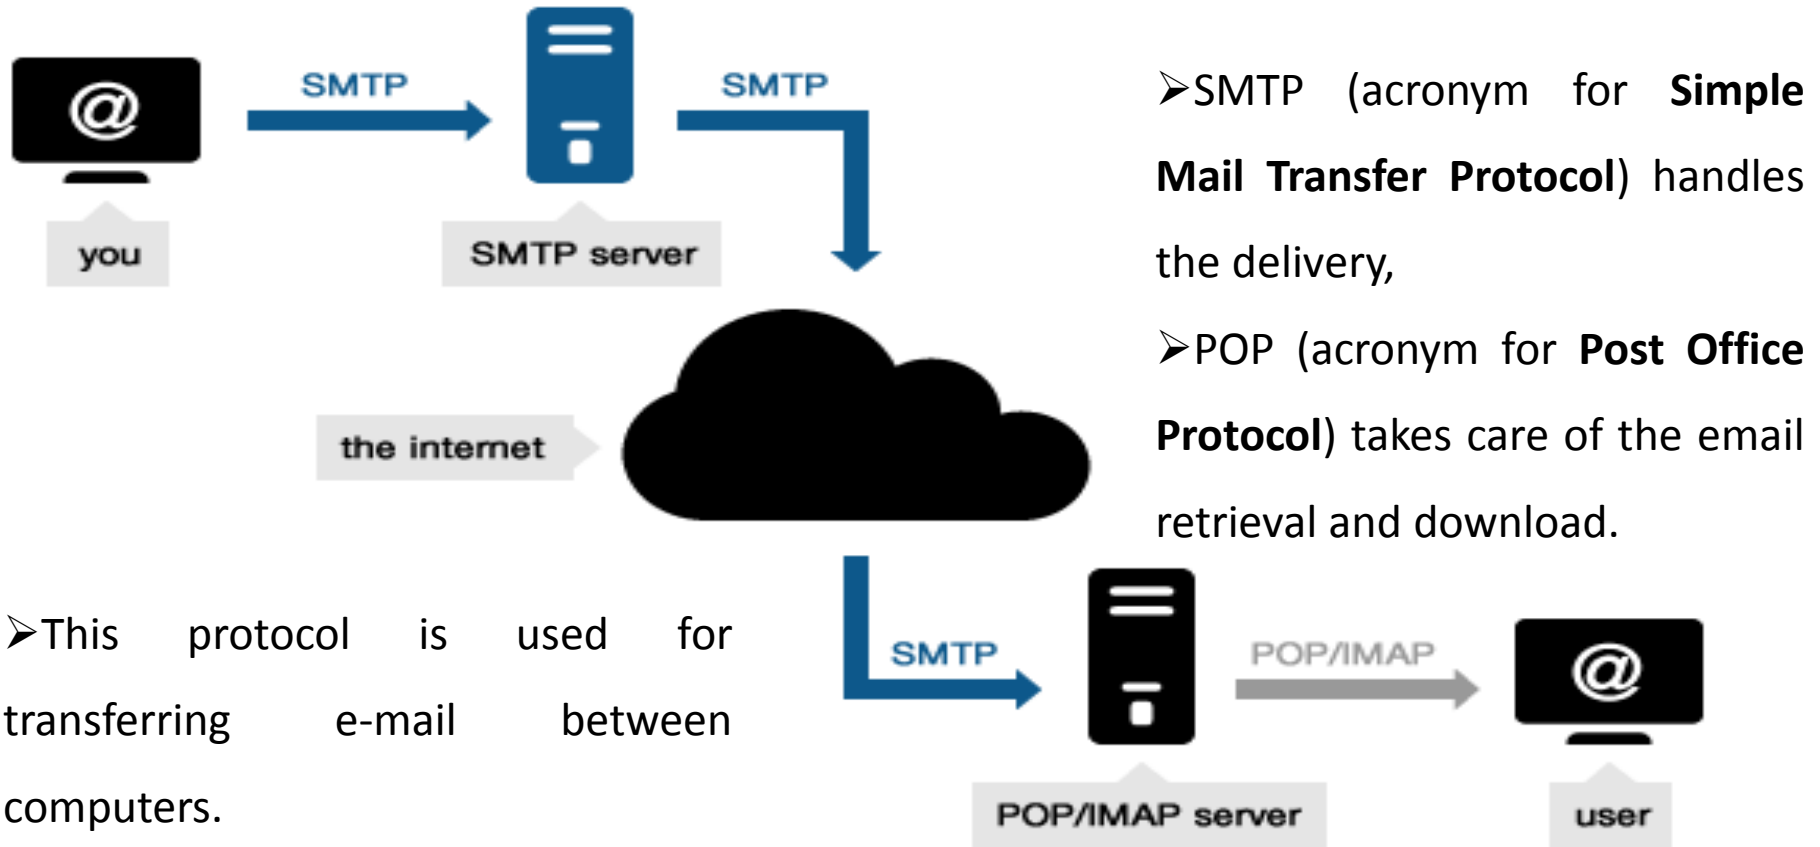 @
SMTP
SMTP
you
SMTP server
➢SMTP (acronym for Simple
Mail Transfer Protocol) handles
the delivery,
➢POP (acronym for Post Office
Protocol) takes care of the email
retrieval and download.
the internet
➢This protocol is used for
transferring e-mail between
computers.
SMTP
POP/IMAP
@
POP/IMAP server
user